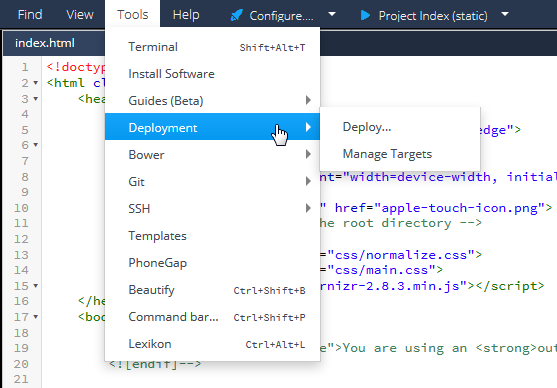 Find View Tools Help Configure.... Project Index (static)
index.html
Terminal Shift+Alt+T
Install Software
Guides (Beta)
Deployment
Deploy...
Bower
Manage Targets
Git
SSH
Templates
PhoneGap
Beautify Ctrl+Shift+B
Command bar... Ctrl+Shift+P
Lexikon Ctrl+Alt+L
1 <!doctyp
2 <html cl
3 <hea
4
5 edge">
6
7
8 nt="width=device-width, initial
9
10 " href="apple-touch-icon.png">
11 he root directory -->
12
13 ="css/normalize.css">
14 ="css/main.css">
15 rnizr-2.8.3.min.js"></script>
16 </he
17 <bod
18
19 e">You are using an <strong>out
20 <![endif]-->
21